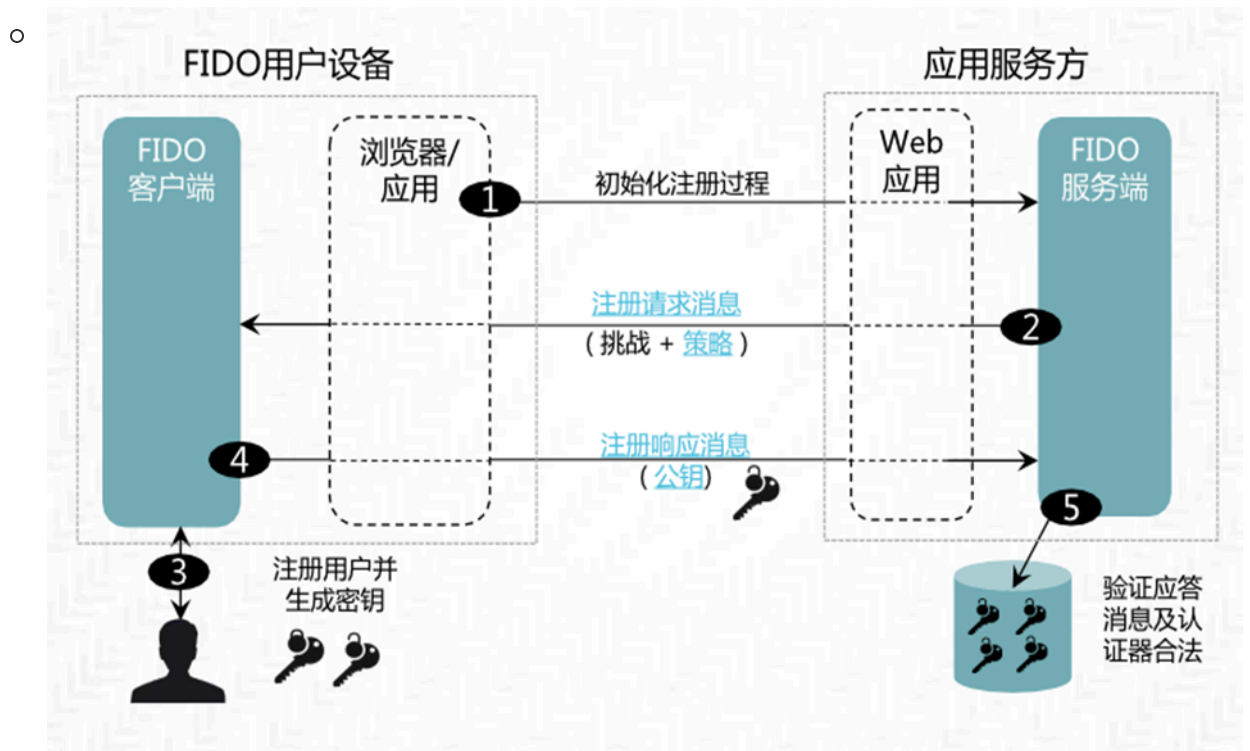 FIDO用户设备
应用服务方
FIDO
客户端
浏览器/
应用
Web
应用
FIDO
服务端
1
初始化注册过程
注册请求消息
(挑战 + 策略)
2
4
注册响应消息
(公钥)
5
3
注册用户并
生成密钥
验证应答
消息及认
证器合法